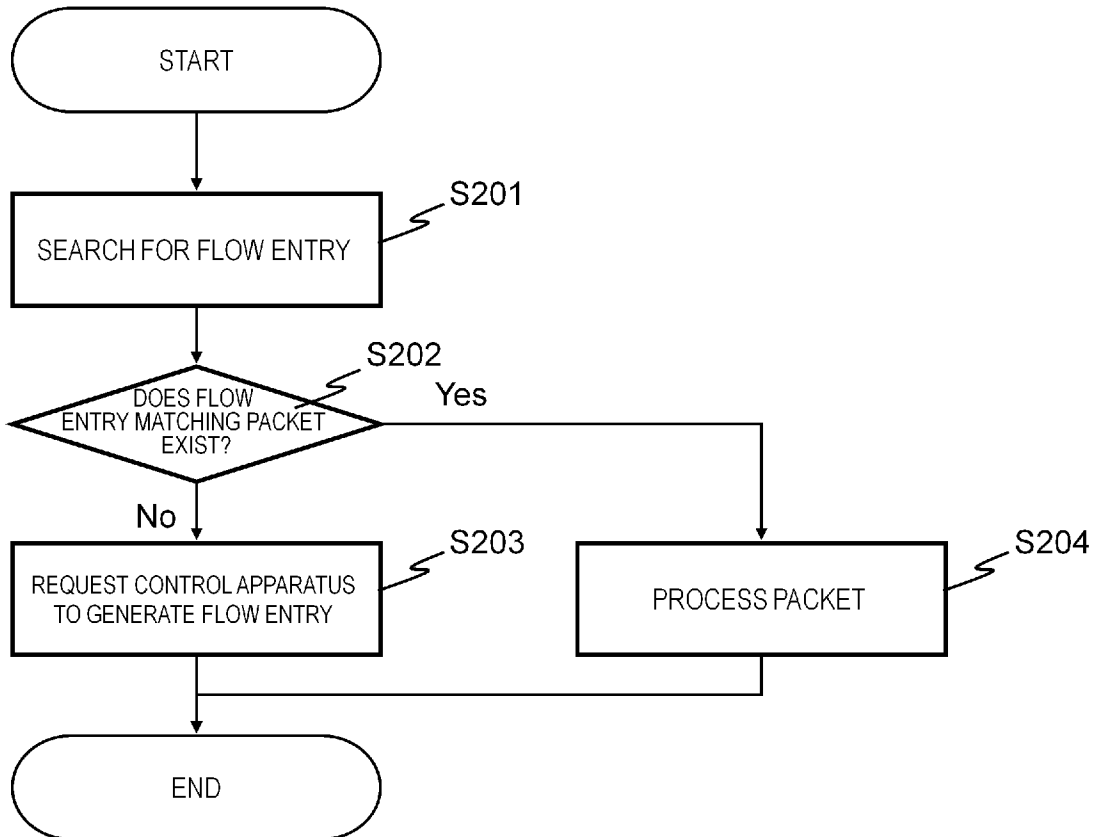 START
S201
SEARCH FOR FLOW ENTRY
S202
DOES FLOW
ENTRY MATCHING PACKET
EXIST?
Yes
No
S203
REQUEST CONTROL APPARATUS
TO GENERATE FLOW ENTRY
S204
PROCESS PACKET
END